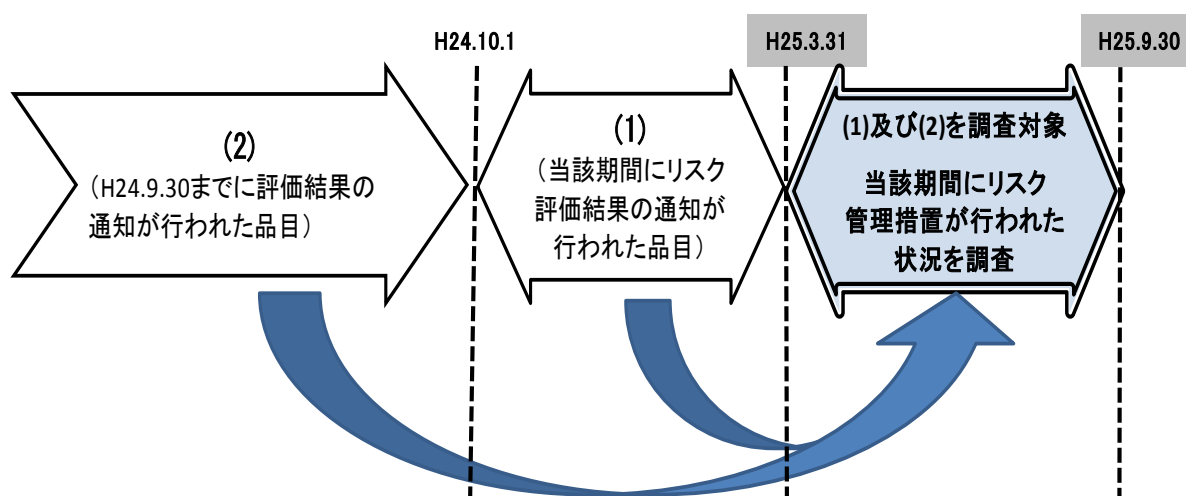 H24.10.1
H25.3.31
H25.9.30
(2)
（H24.9.30までに評価結果の
通知が行われた品目）
(1)
（当該期間にリスク
評価結果の通知が
行われた品目）
(1)及び(2)を調査対象
当該期間にリスク
管理措置が行われた
状況を調査